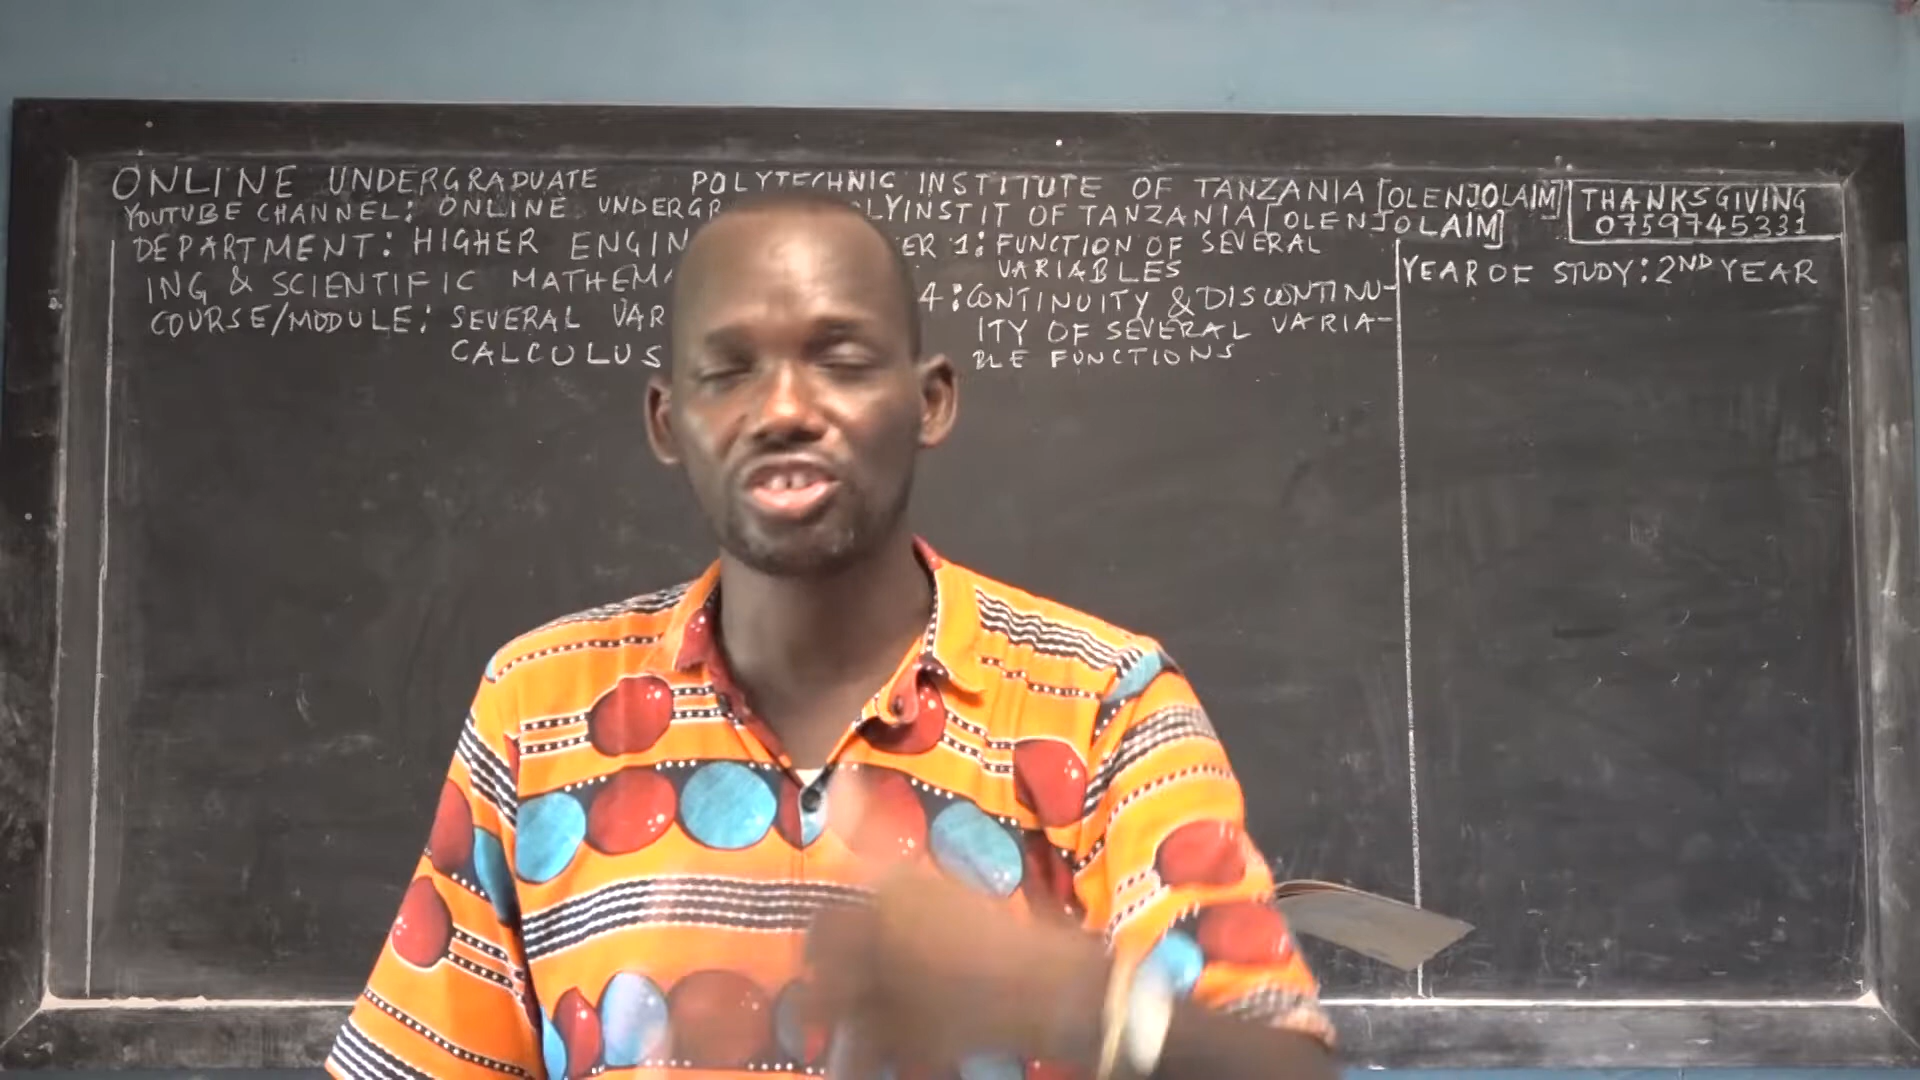 ONLINE UNDERGRADUATE POLYTECHNIC INSTITUTE OF TANZANIA [OLENJOLAIM]
YOUTUBE CHANNEL: ONLINE UNDERGR LYINSTIT OF TANZANIA [OLENJOLAIM]
THANKSGIVING
0759745331
DEPARTMENT: HIGHER ENGIN
ING & SCIENTIFIC MATHEMA
COURSE/MODULE: SEVERAL VAR
CALCULUS
ER 1: FUNCTION OF SEVERAL
VARIABLES
4: CONTINUITY & DISCONTINU-
ITY OF SEVERAL VARIA-
BLE FUNCTIONS
YEAR OF STUDY: 2ND YEAR